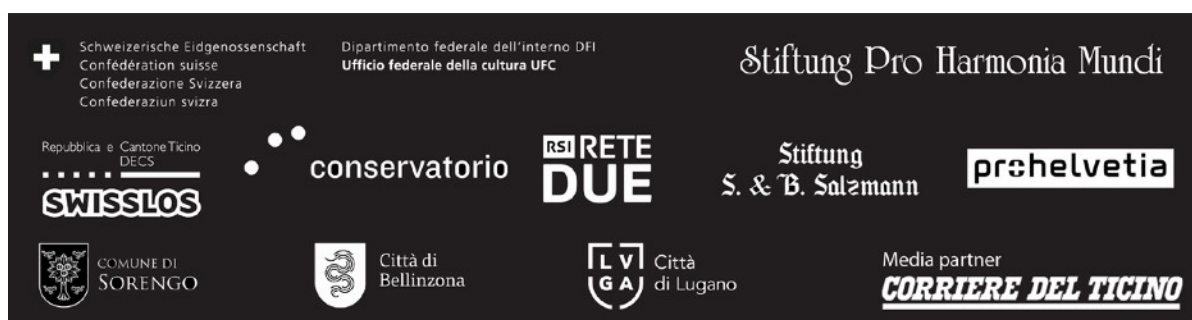 Schweizerische Eidgenossenschaft
Confédération suisse
Confederazione Svizzera
Confederaziun svizra
Dipartimento federale dell'interno DFI
Ufficio federale della cultura UFC
Stiftung Pro Harmonia Mundi
Repubblica e Cantone Ticino
DECS
SWISSLOS
conservatorio
RSI RETE
DUE
Stiftung
S. & B. Salzmann
prohelvetia
COMUNE DI
SORENGO
Città di
Bellinzona
LV
GA
Città
di Lugano
Media partner
CORRIERE DEL TICINO